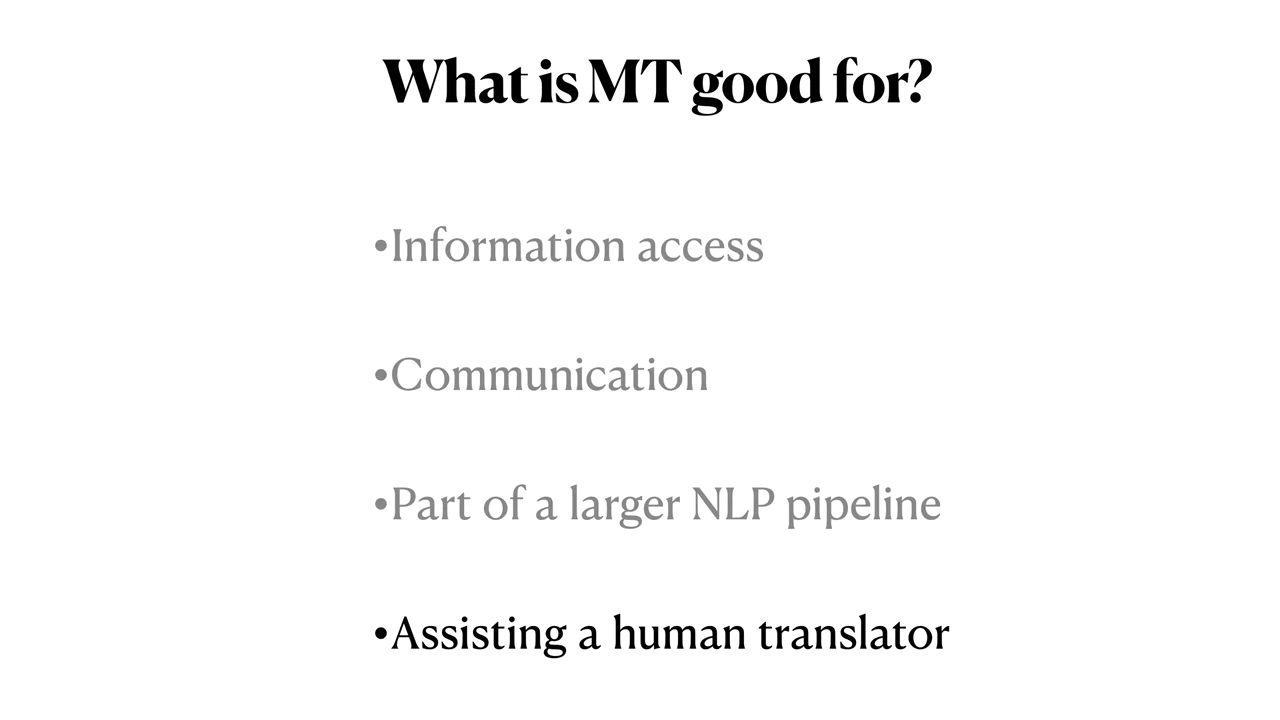 What is MT good for?
•Information access
•Communication
•Part of a larger NLP pipeline
•Assisting a human translator